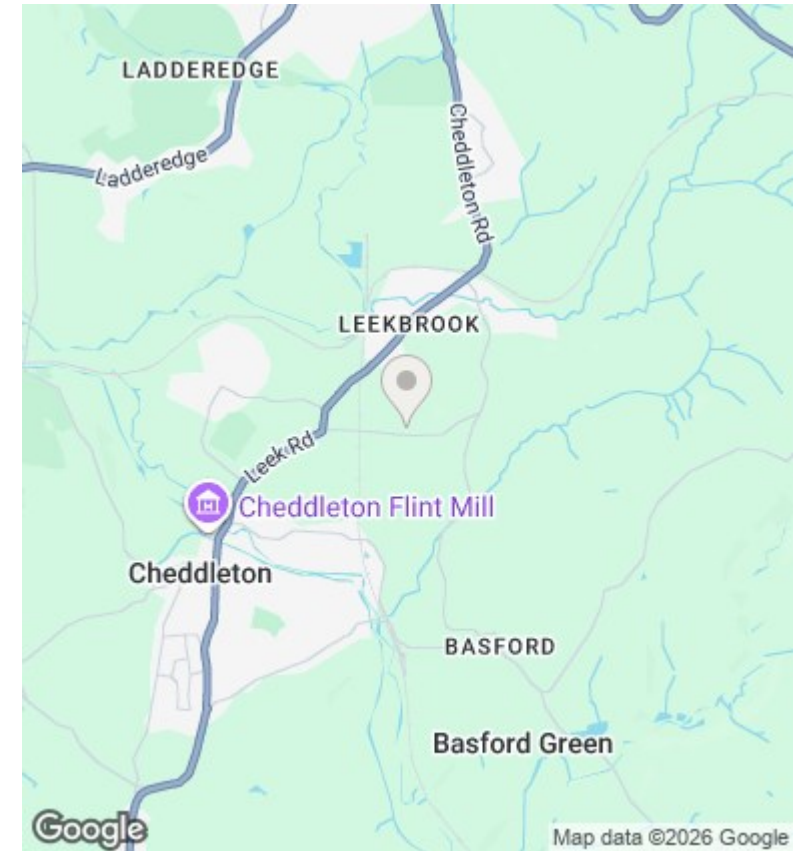 LADDEREDGE
Ladderedge
Cheddleton Rd
LEEKBROOK
Leek Rd
Cheddleton Flint Mill
Cheddleton
BASFORD
Basford Green
Google
Map data ©2026 Google